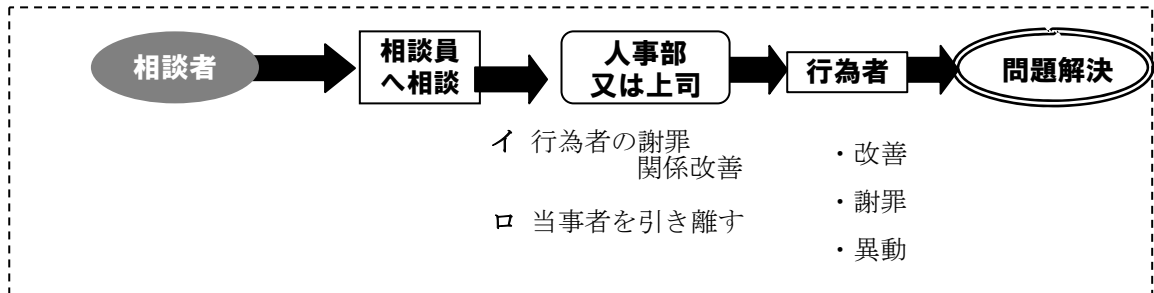 相談者
相談員
へ相談
人事部
又は上司
行為者
問題解決
イ 行為者の謝罪
関係改善
ロ 当事者を引き離す
・改善
・謝罪
・異動